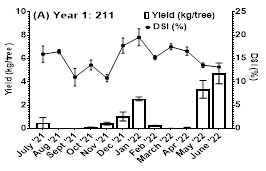 (A) Year 1: 211
Yield (kg/tree)
DSI (%)
Yield (kg/tree)
10
8
6
4
2
0
25
20
15
10
5
0
DSI (%)
July '21
Aug '21
Sept '21
Oct '21
Nov '21
Dec '21
Jan '22
Feb '22
March '22
Apr '22
May '22
June '22